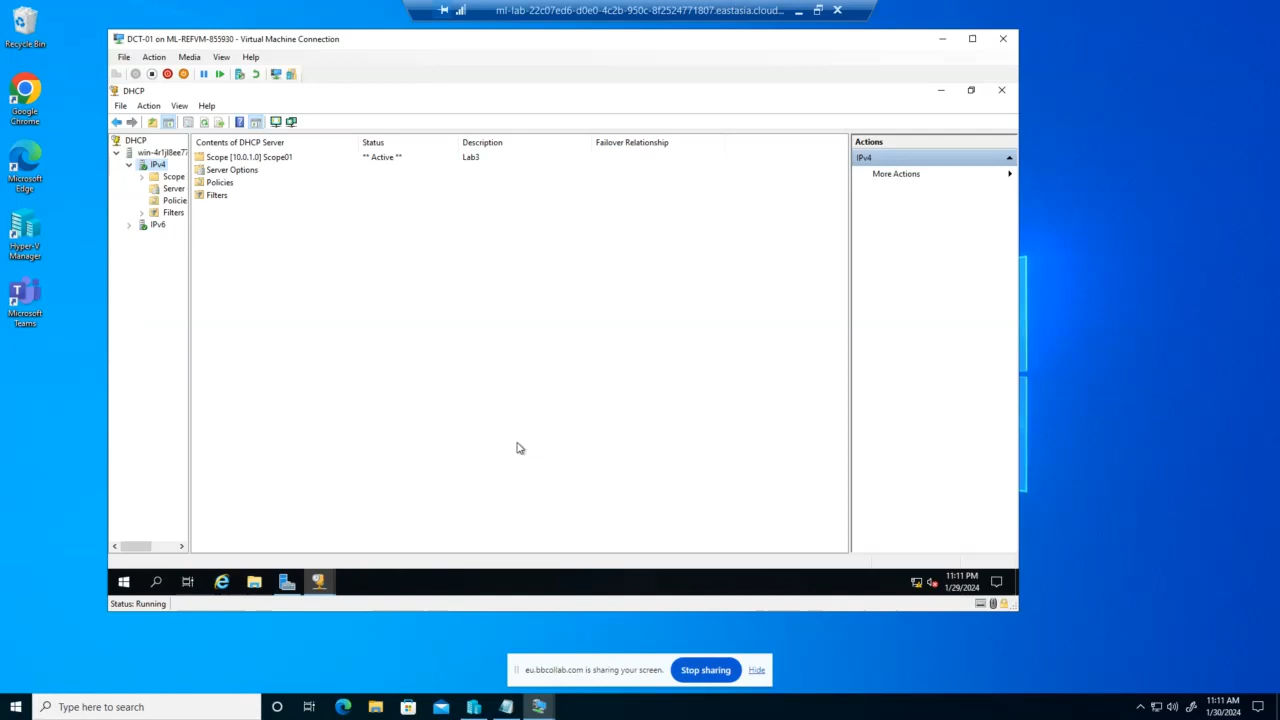 ml-lab-22c07ed6-d0e0-4c2b-950c-8f2524771807.eastasia.cloud...
Recycle Bin
Google
Chrome
Microsoft
Edge
Hyper-V
Manager
Microsoft
Teams
DCT-01 on ML-REFVM-855930 - Virtual Machine Connection
File Action Media View Help
DHCP
File Action View Help
DHCP
win-4r1jl8ee77
IPv4
Scope
Server
Policie
Filters
IPv6
Contents of DHCP Server Status Description Failover Relationship
Scope [10.0.1.0] Scope01 ** Active ** Lab3
Server Options
Policies
Filters
Actions
IPv4
More Actions
11:11 PM
1/29/2024
Status: Running
eu.bbcollab.com is sharing your screen. Stop sharing Hide
Type here to search
11:11 AM
1/30/2024